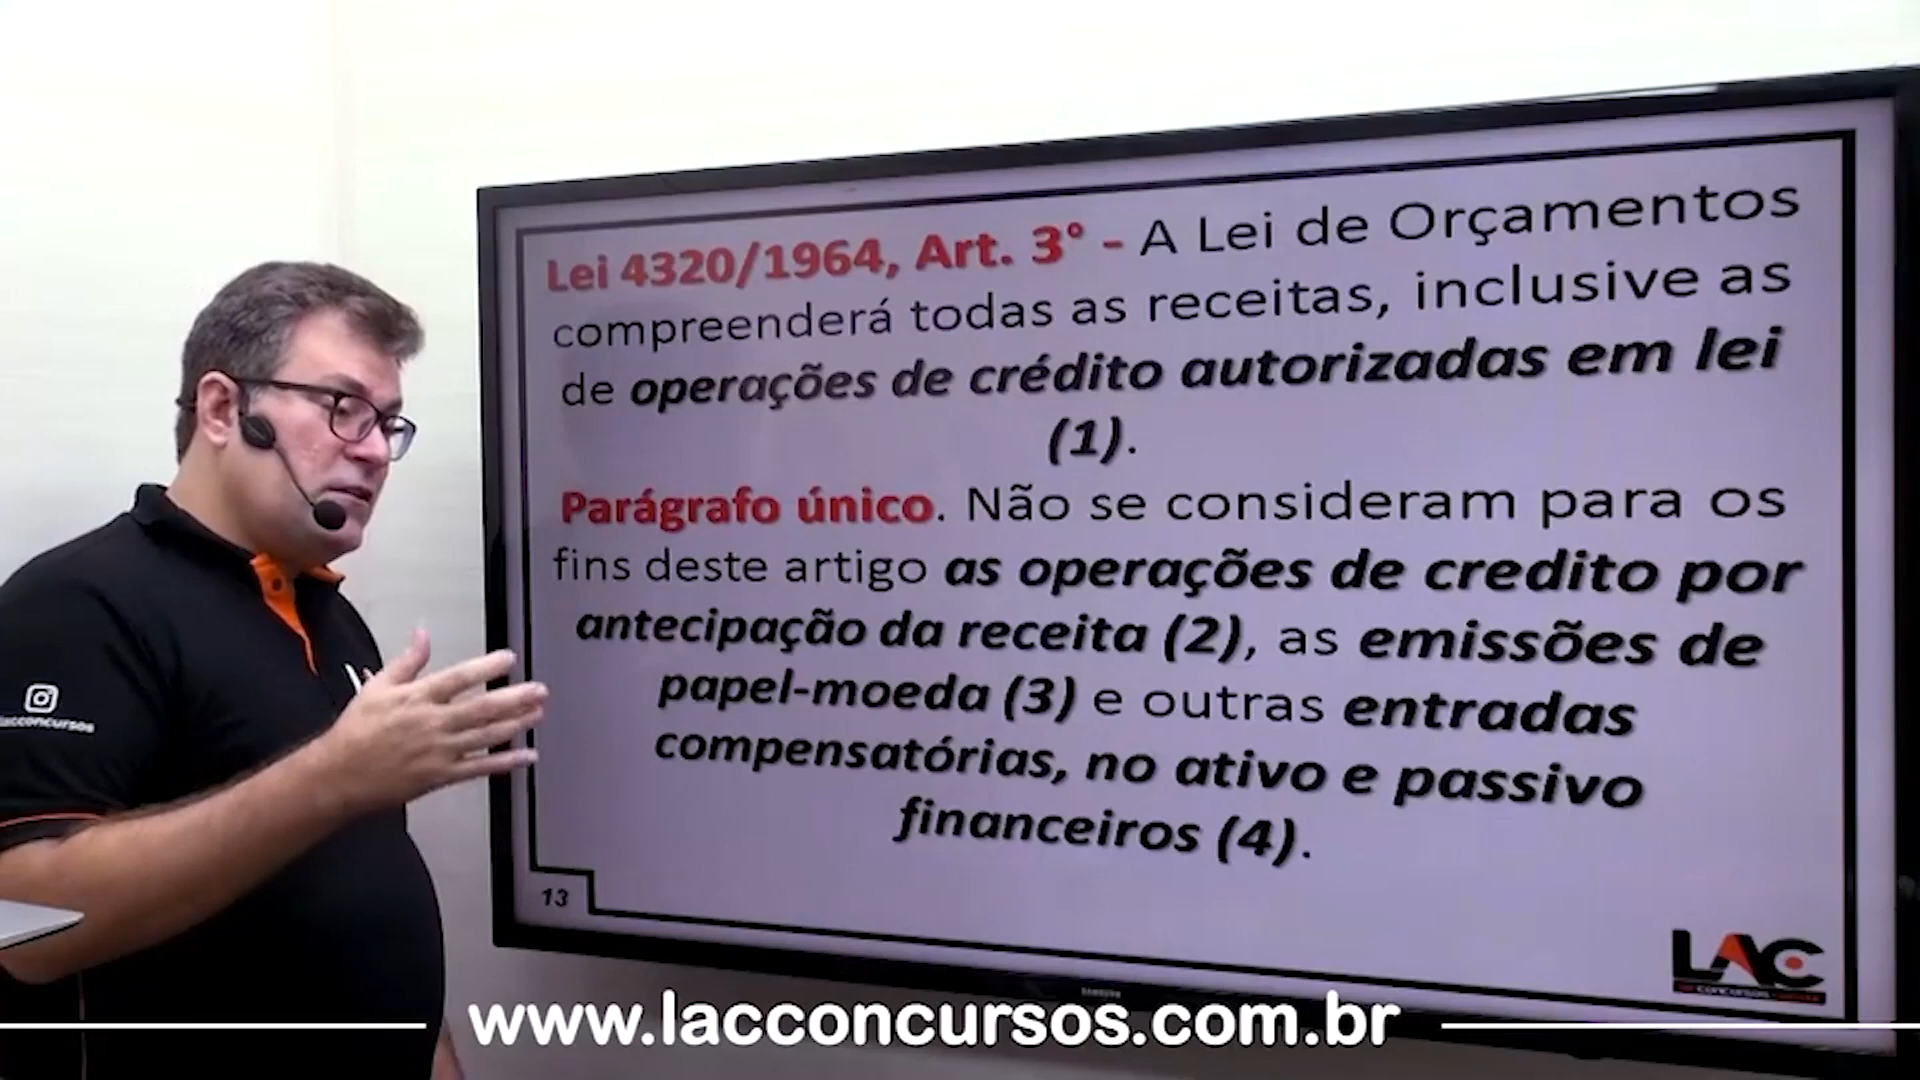 Lei 4320/1964, Art. 3° - A Lei de Orçamentos
compreenderá todas as receitas, inclusive as
de operações de crédito autorizadas em lei
(1).
Parágrafo único. Não se consideram para os
fins deste artigo as operações de credito por
antecipação da receita (2), as emissões de
papel-moeda (3) e outras entradas
compensatórias, no ativo e passivo
financeiros (4).
13
LAC
CONCURSOS
SAMSUNG
lacconcursos
www.lacconcursos.com.br